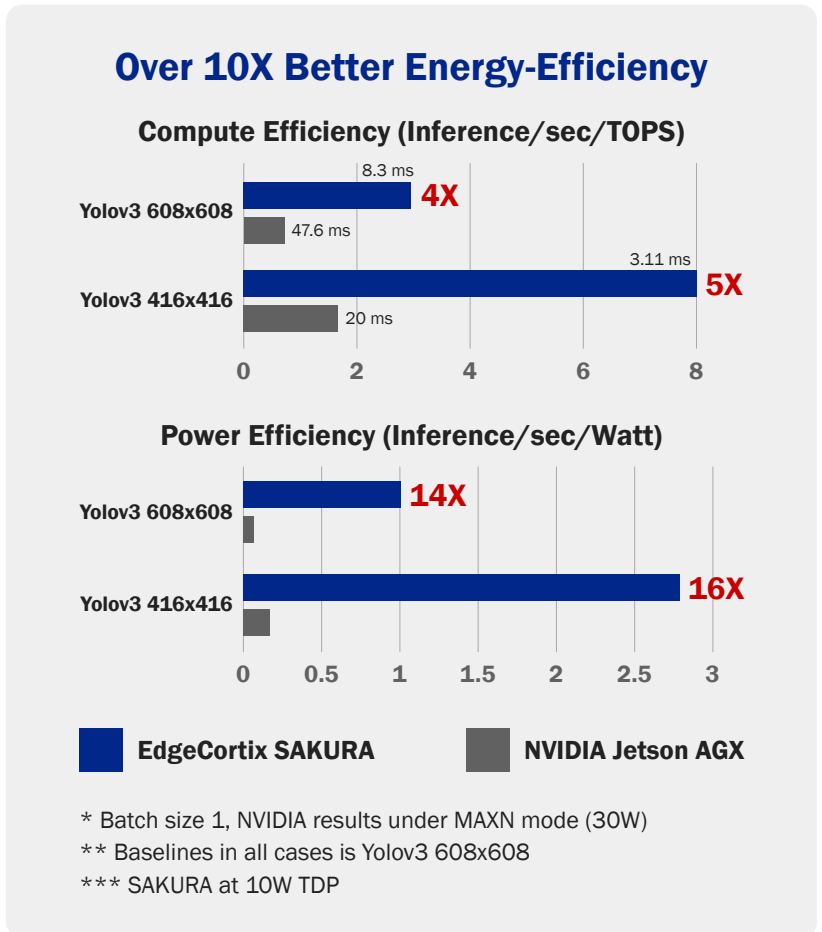 Over 10X Better Energy-Efficiency
Compute Efficiency (Inference/sec/TOPS)
8.3 ms
Yolov3 608x608
4X
47.6 ms
3.11 ms
Yolov3 416x416
5X
20 ms
0 2 4 6 8
Power Efficiency (Inference/sec/Watt)
Yolov3 608x608
14X
Yolov3 416x416
16X
0 0.5 1 1.5 2 2.5 3
EdgeCortix SAKURA
NVIDIA Jetson AGX
* Batch size 1, NVIDIA results under MAXN mode (30W)
** Baselines in all cases is Yolov3 608x608
*** SAKURA at 10W TDP